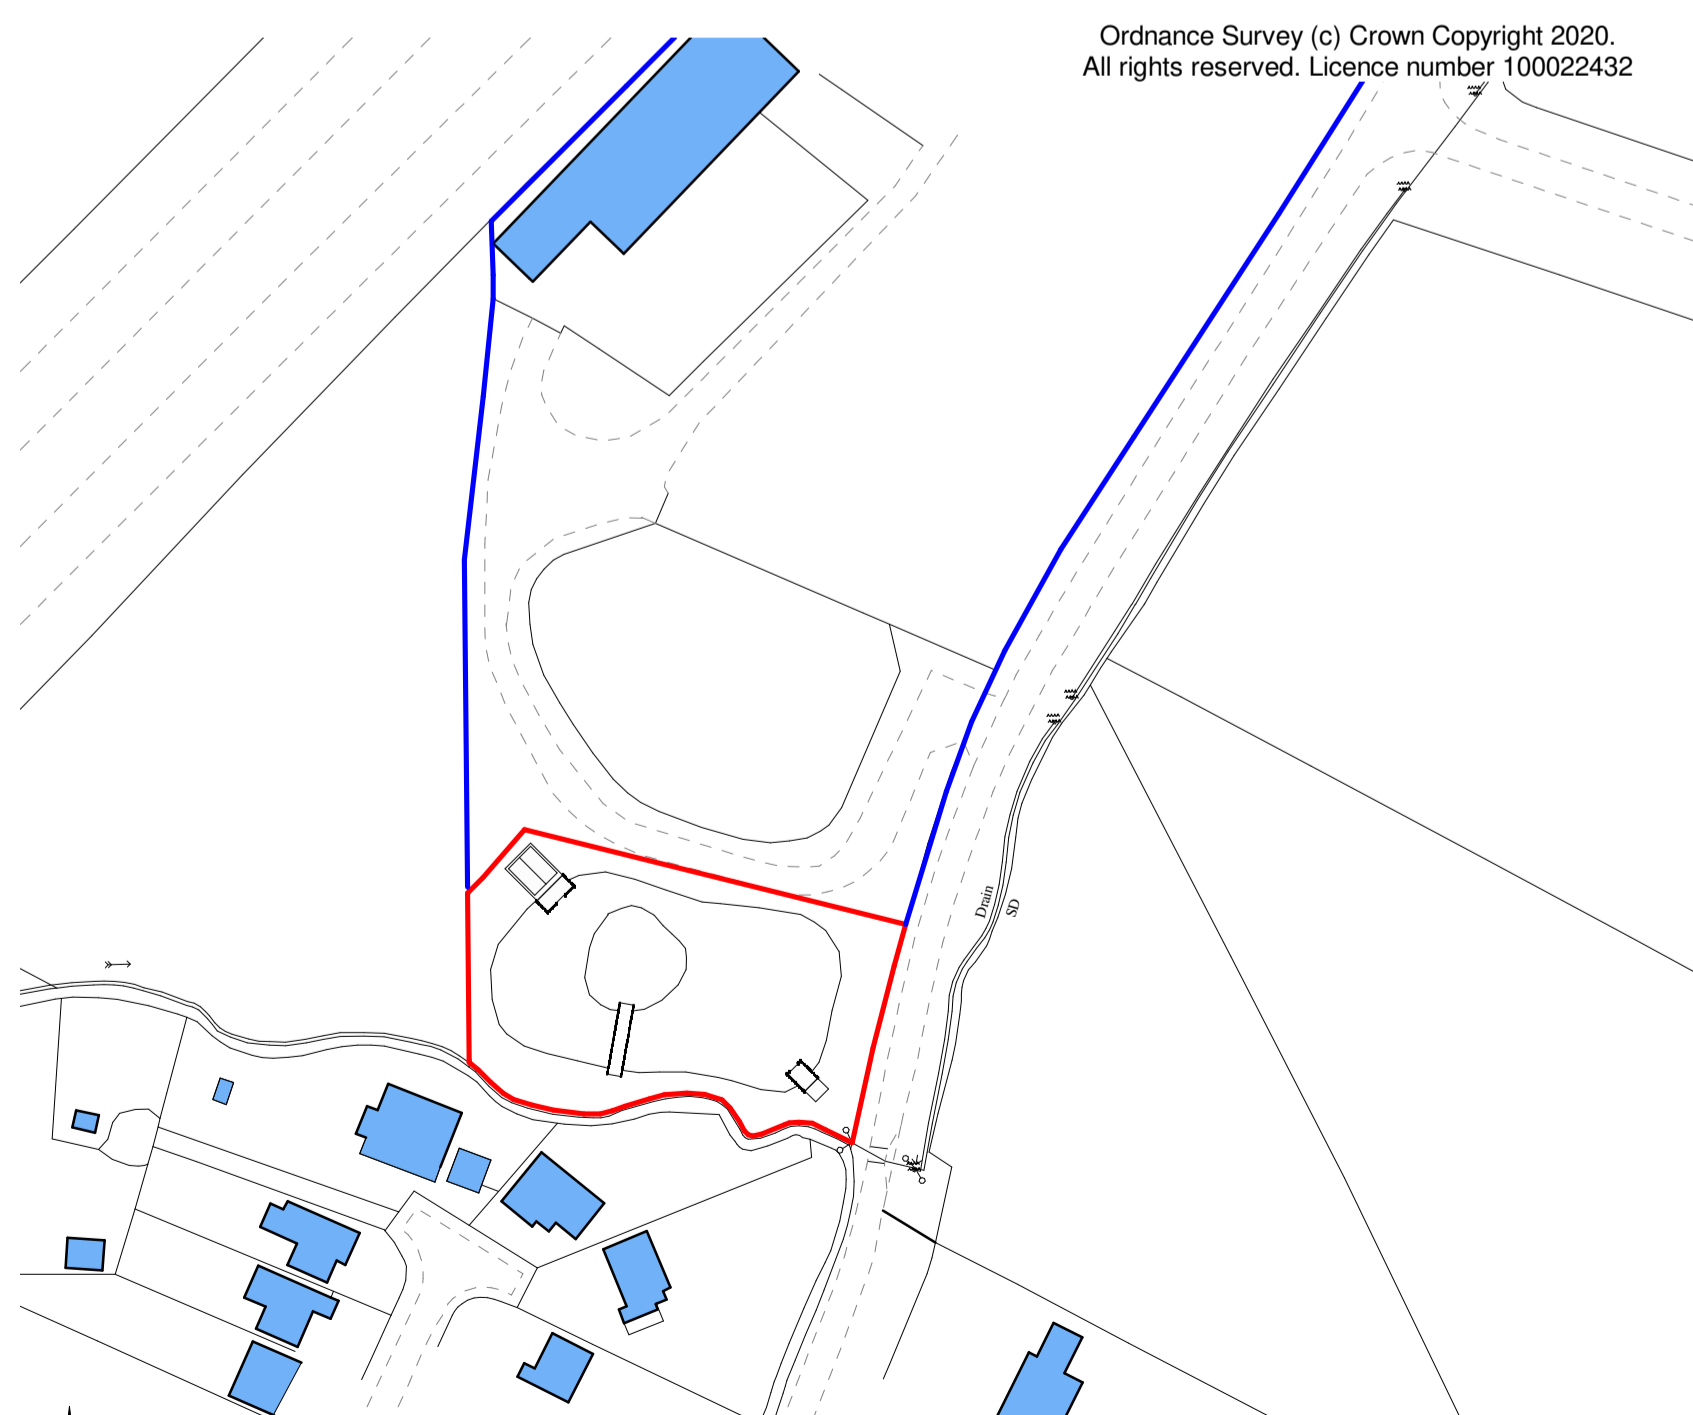 Ordnance Survey (c) Crown Copyright 2020.
All rights reserved. Licence number 100022432
Drain
SD